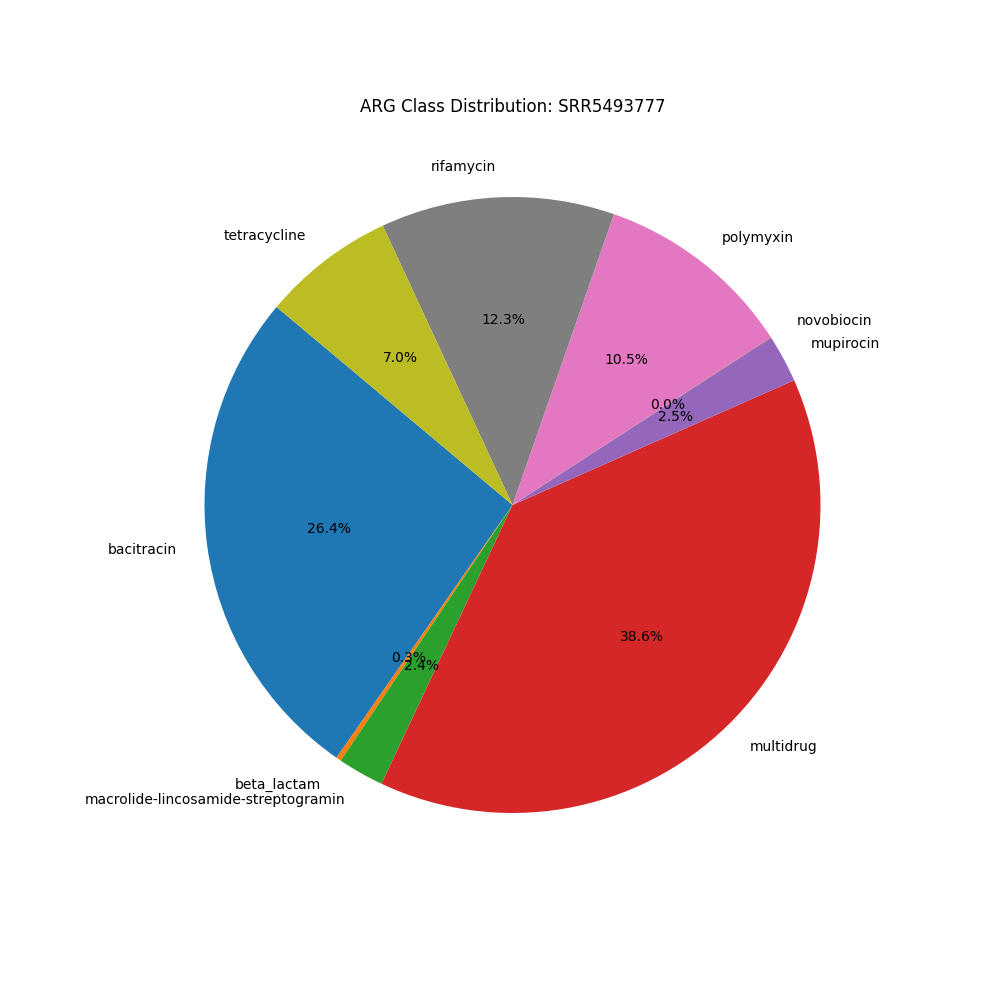 ARG Class Distribution: SRR5493777
rifamycin
tetracycline
polymyxin
novobiocin
mupirocin
12.3%
7.0%
10.5%
0.0%
2.5%
26.4%
bacitracin
38.6%
0.3%
2.4%
multidrug
beta_lactam
macrolide-lincosamide-streptogramin